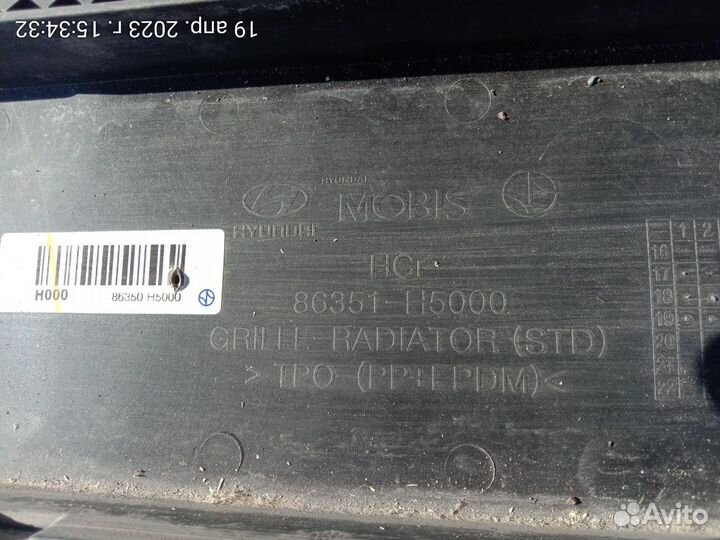 19 апр. 2023 г. 15:34:32
HYUNDAI
HYUNDAI
MOBIS
HCr
86351-H5000
GRILLE-RADIATOR (STD)
> TPO (PP+EPDM) <
H000
86350 H5000
1 2
16
17
18
19
20
21
22
Avito